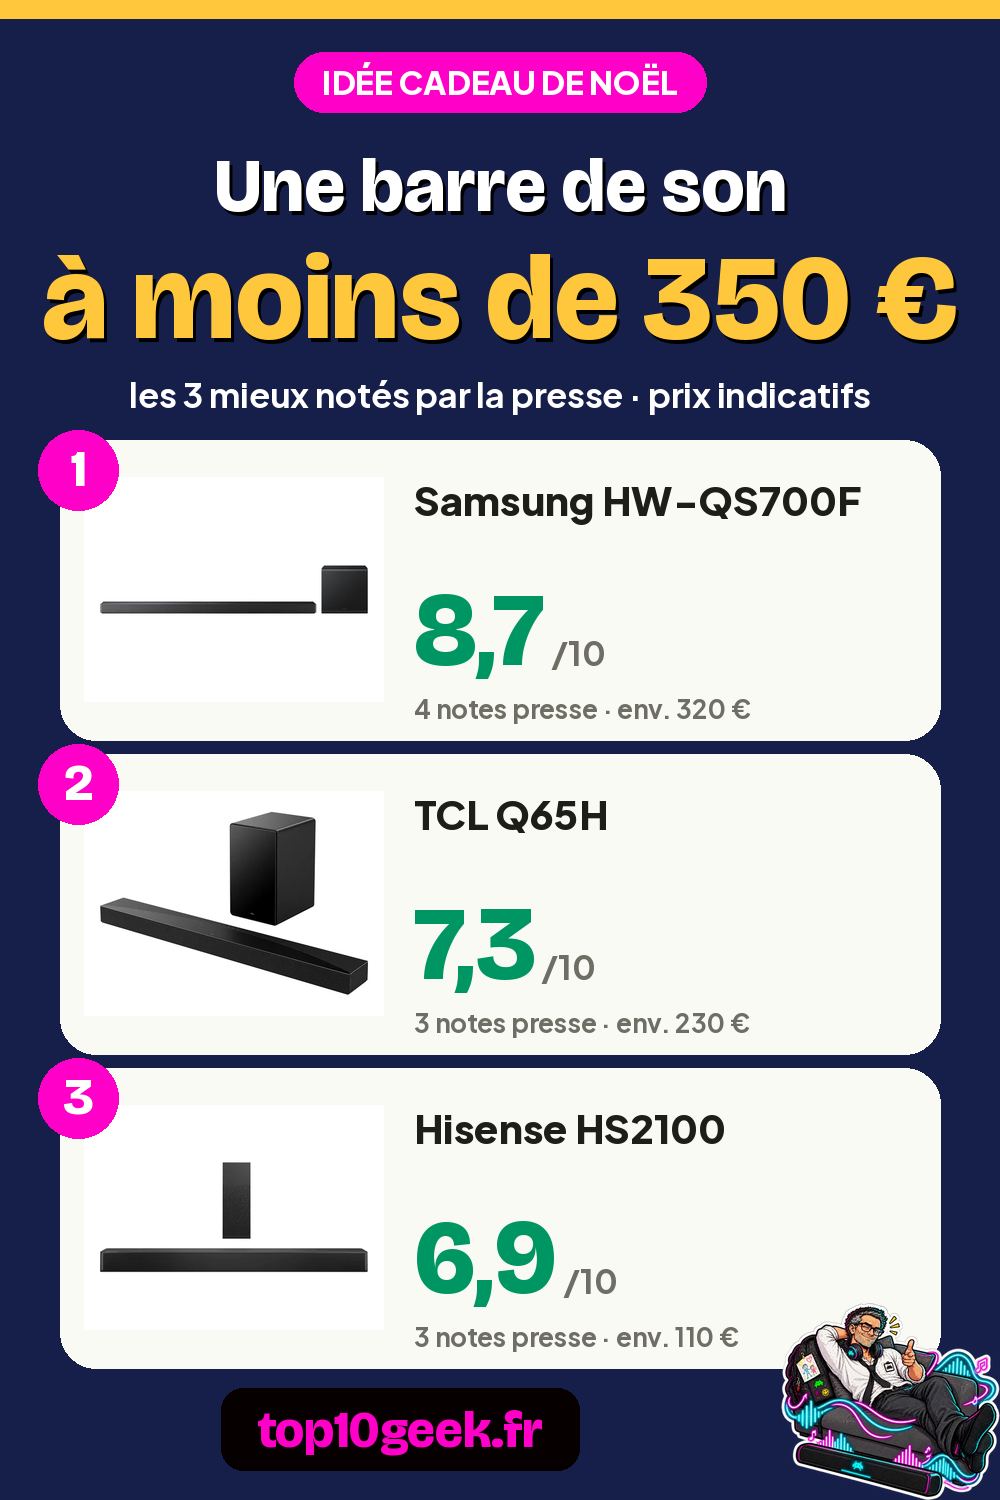 IDÉE CADEAU DE NOËL
Une barre de son
à moins de 350 €
les 3 mieux notés par la presse · prix indicatifs
1
Samsung HW-QS700F
8,7 /10
4 notes presse · env. 320 €
2
TCL Q65H
7,3 /10
3 notes presse · env. 230 €
3
Hisense HS2100
6,9 /10
3 notes presse · env. 110 €
top10geek.fr